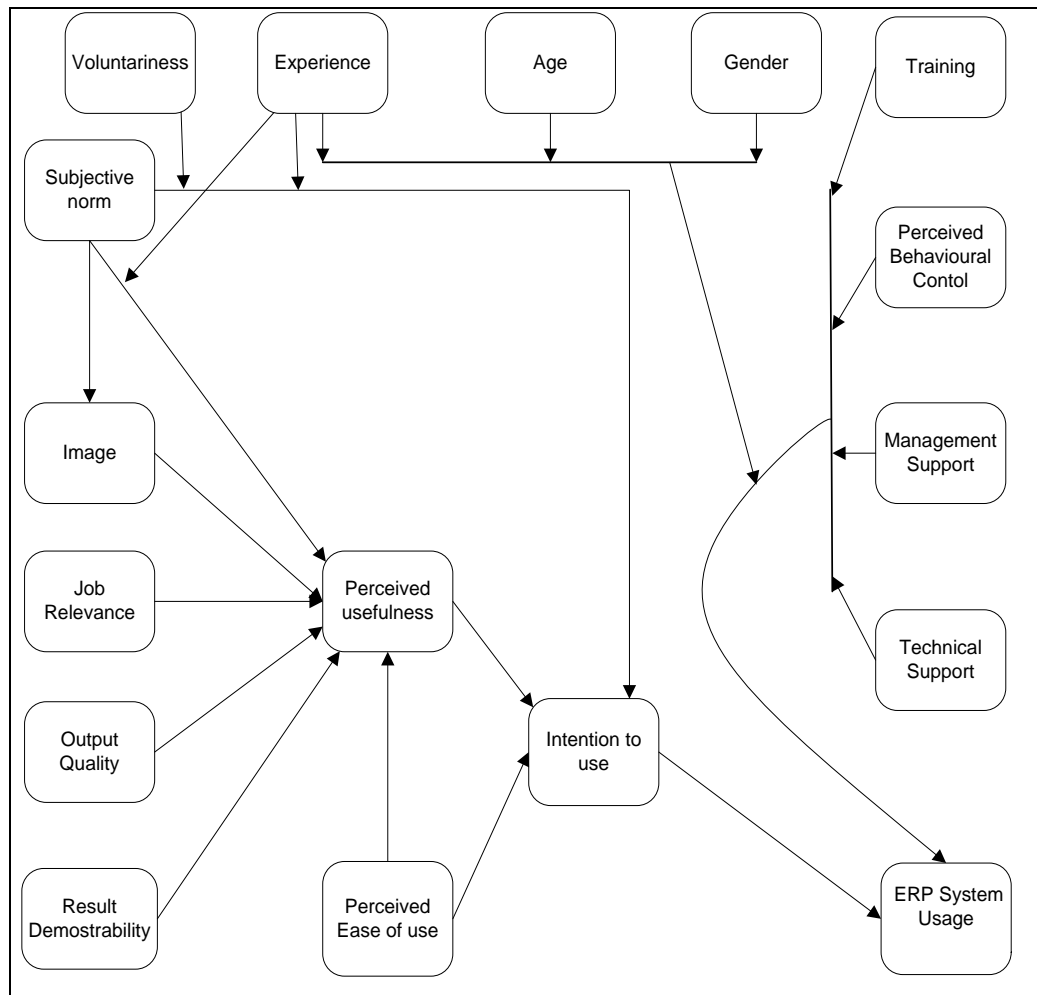 Voluntariness
Experience
Age
Gender
Training
Subjective
norm
Perceived
Behavioural
Contol
Image
Management
Support
Job
Relevance
Perceived
usefulness
Technical
Support
Output
Quality
Intention to
use
Result
Demostrability
Perceived
Ease of use
ERP System
Usage